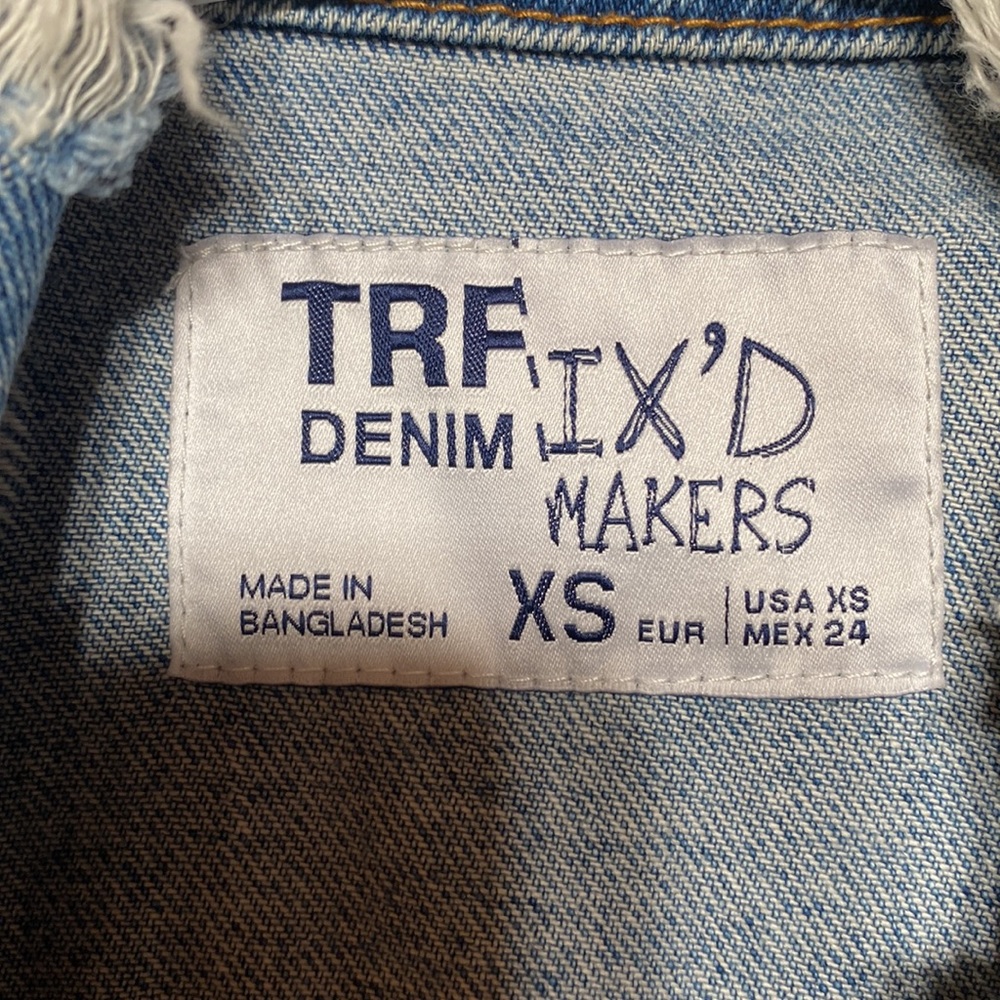 TRF
DENIM
IX'D
MAKERS
MADE IN
BANGLADESH
XS EUR
USA XS
MEX 24